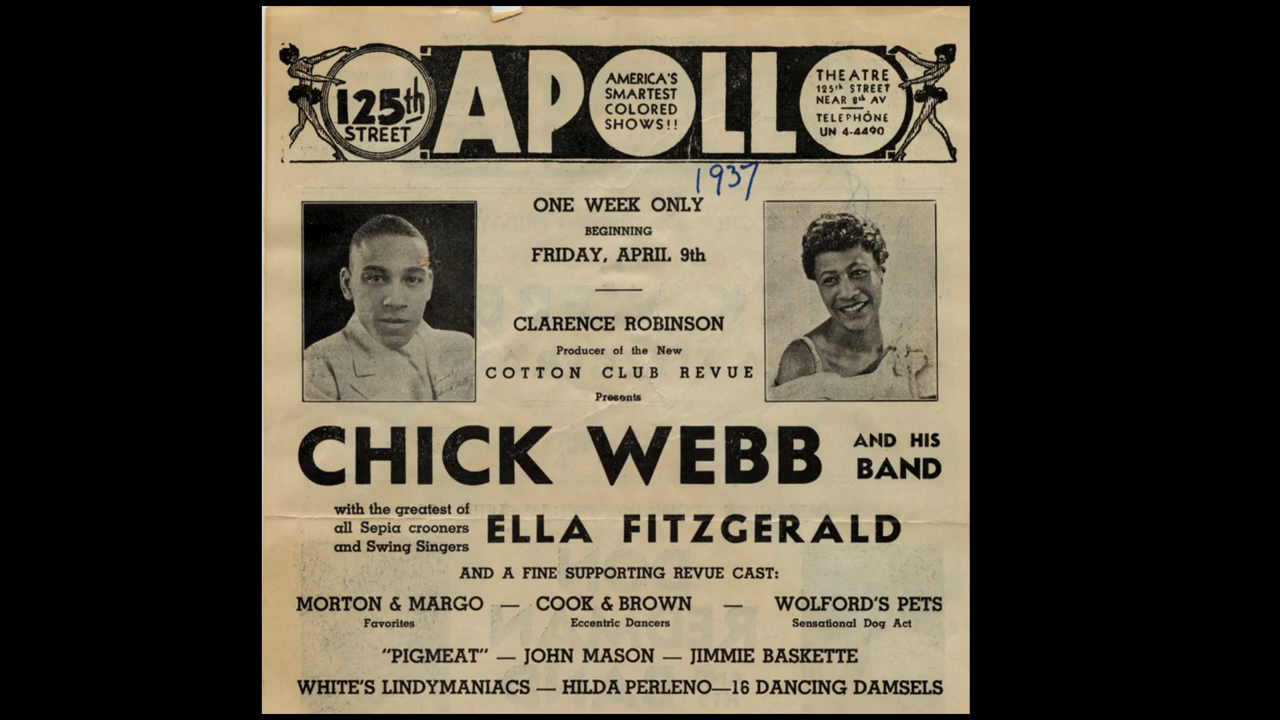 125th
STREET
APOLLO
AMERICA'S
SMARTEST
COLORED
SHOWS!!
THEATRE
125th STREET
NEAR 8th AV
TELEPHONE
UN 4-4490
1937
ONE WEEK ONLY
BEGINNING
FRIDAY, APRIL 9th
CLARENCE ROBINSON
Producer of the New
COTTON CLUB REVUE
Presents
CHICK WEBB
AND HIS
BAND
with the greatest of
all Sepia crooners
and Swing Singers
ELLA FITZGERALD
AND A FINE SUPPORTING REVUE CAST:
MORTON & MARGO — COOK & BROWN — WOLFORD'S PETS
Favorites Eccentric Dancers Sensational Dog Act
"PIGMEAT" — JOHN MASON — JIMMIE BASKETTE
WHITE'S LINDYMANIACS — HILDA PERLENO—16 DANCING DAMSELS